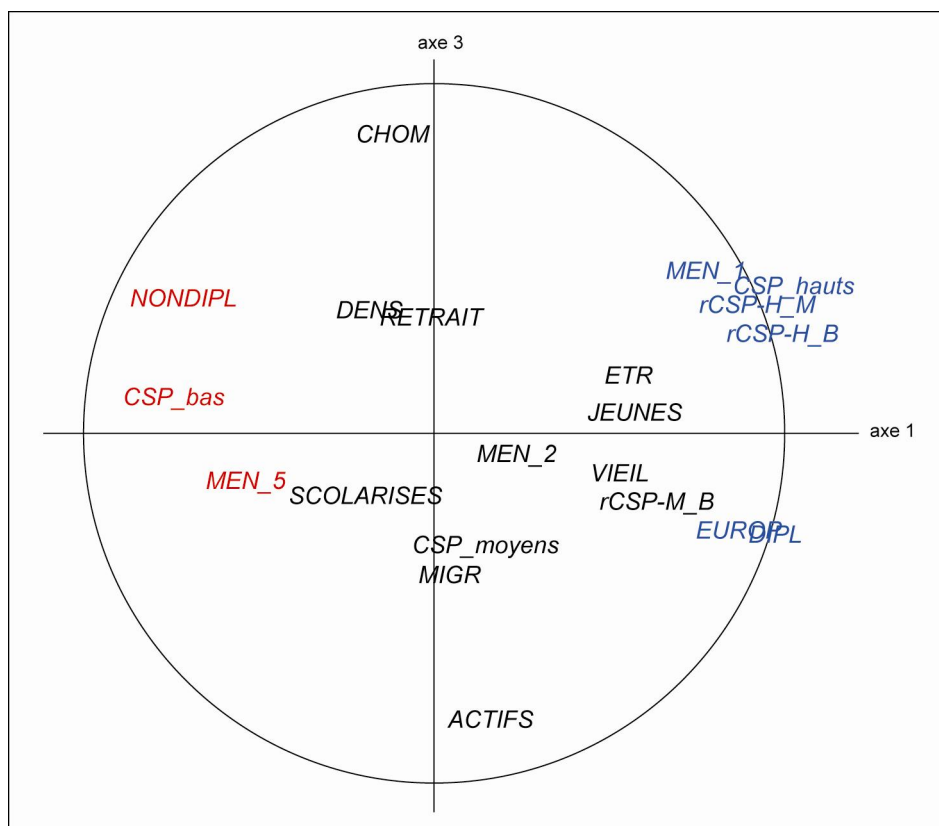 axe 3
CHOM
MEN_1
CSP_hauts
NONDIPL
rCSP-H_M
DENS
RETRAIT
rCSP-H_B
ETR
CSP_bas
JEUNES
axe 1
MEN_2
MEN_5
VIEIL
SCOLARISES
rCSP-M_B
EUROP
DIPL
CSP_moyens
MIGR
ACTIFS